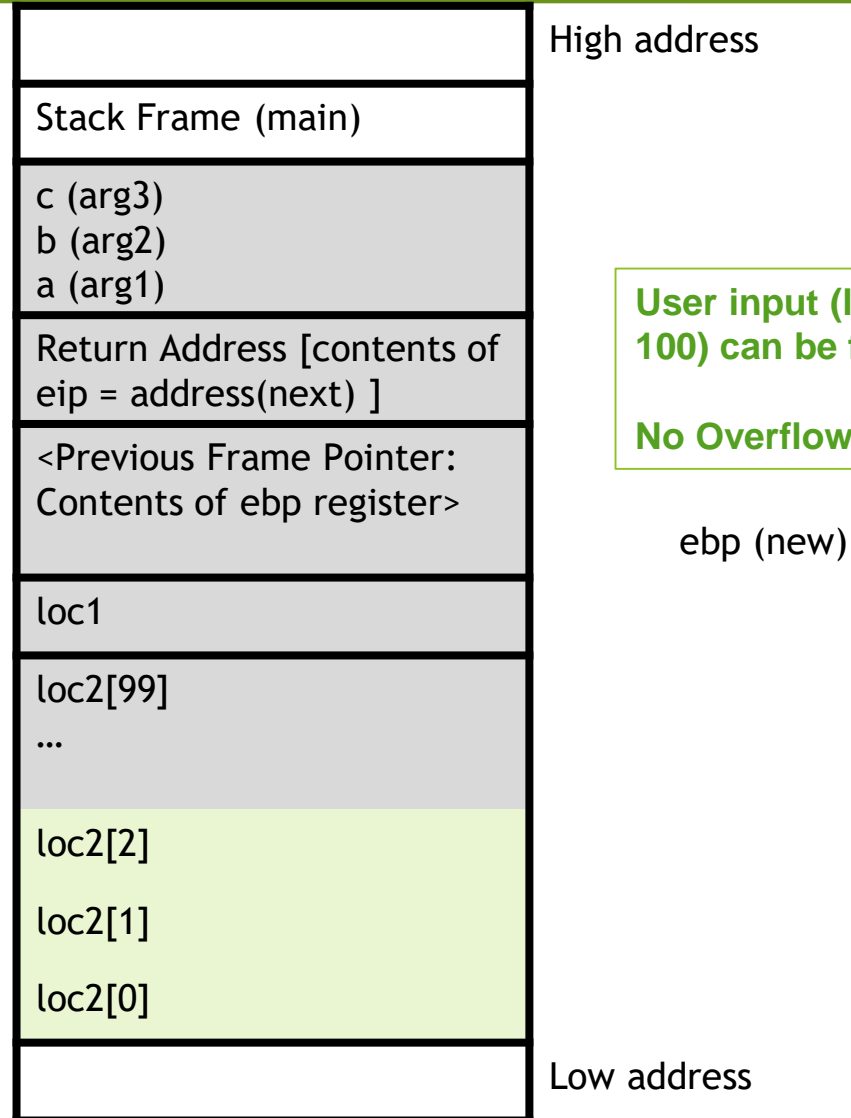 High address
Stack Frame (main)
c (arg3)
b (arg2)
a (arg1)
User input (
100) can be
Return Address [contents of
eip = address(next) ]
No Overflow
<Previous Frame Pointer:
Contents of ebp register>
ebp (new)
loc1
loc2[99]
…
loc2[2]
loc2[1]
loc2[0]
Low address